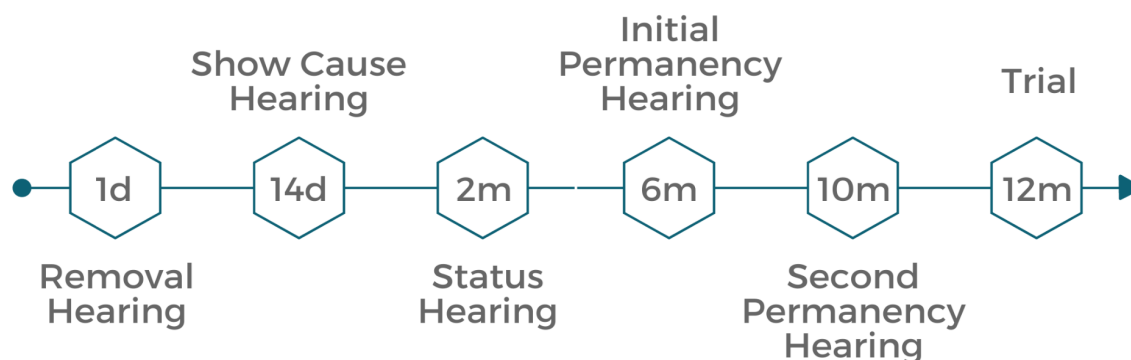 Initial
Permanency
Hearing
Show Cause
Hearing
Trial
1d
14d
2m
6m
10m
12m
Removal
Hearing
Status
Hearing
Second
Permanency
Hearing